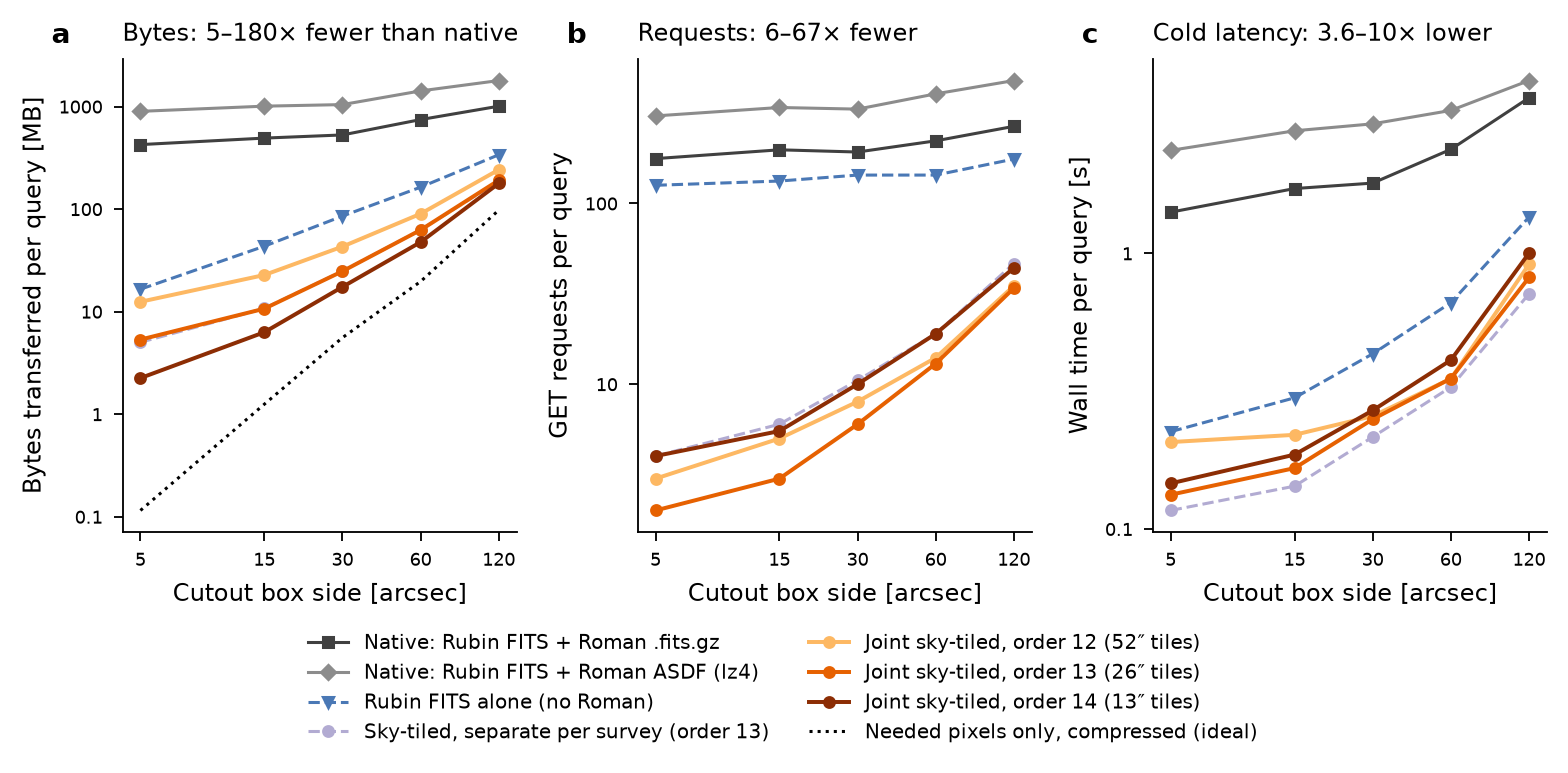 a Bytes: 5–180× fewer than native
b Requests: 6–67× fewer
c Cold latency: 3.6–10× lower
Bytes transferred per query [MB]
1000
100
10
1
0.1
5 15 30 60 120
Cutout box side [arcsec]
GET requests per query
100
10
5 15 30 60 120
Cutout box side [arcsec]
Wall time per query [s]
1
0.1
5 15 30 60 120
Cutout box side [arcsec]
Native: Rubin FITS + Roman .fits.gz
Native: Rubin FITS + Roman ASDF (lz4)
Rubin FITS alone (no Roman)
Sky-tiled, separate per survey (order 13)
Joint sky-tiled, order 12 (52″ tiles)
Joint sky-tiled, order 13 (26″ tiles)
Joint sky-tiled, order 14 (13″ tiles)
Needed pixels only, compressed (ideal)